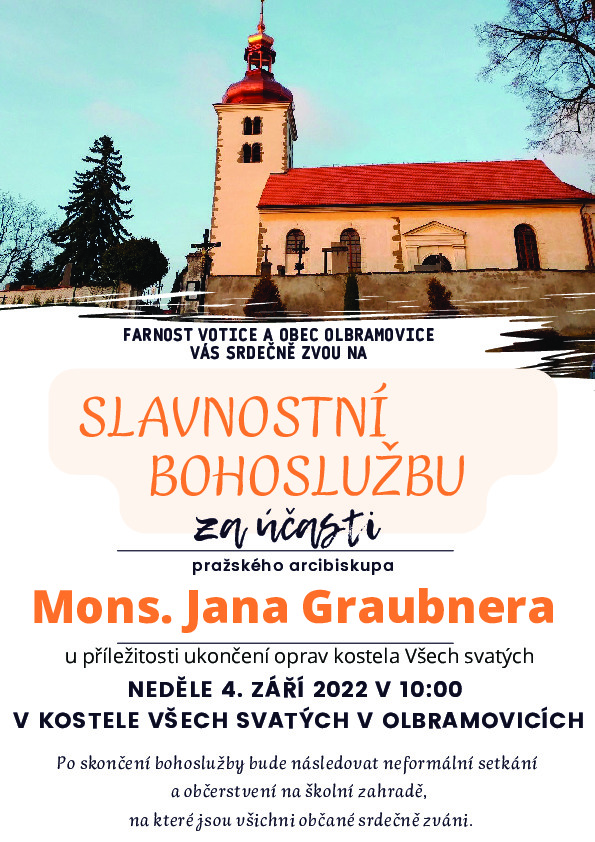 FARNOST VOTICE A OBEC OLBRAMOVICE
VÁS SRDEČNĚ ZVOU NA
SLAVNOSTNÍ
BOHOSLUŽBU
za účasti
pražského arcibiskupa
Mons. Jana Graubnera
u příležitosti ukončení oprav kostela Všech svatých
NEDĚLE 4. ZÁŘÍ 2022 V 10:00
V KOSTELE VŠECH SVATÝCH V OLBRAMOVICÍCH
Po skončení bohoslužby bude následovat neformální setkání
a občerstvení na školní zahradě,
na které jsou všichni občané srdečně zváni.